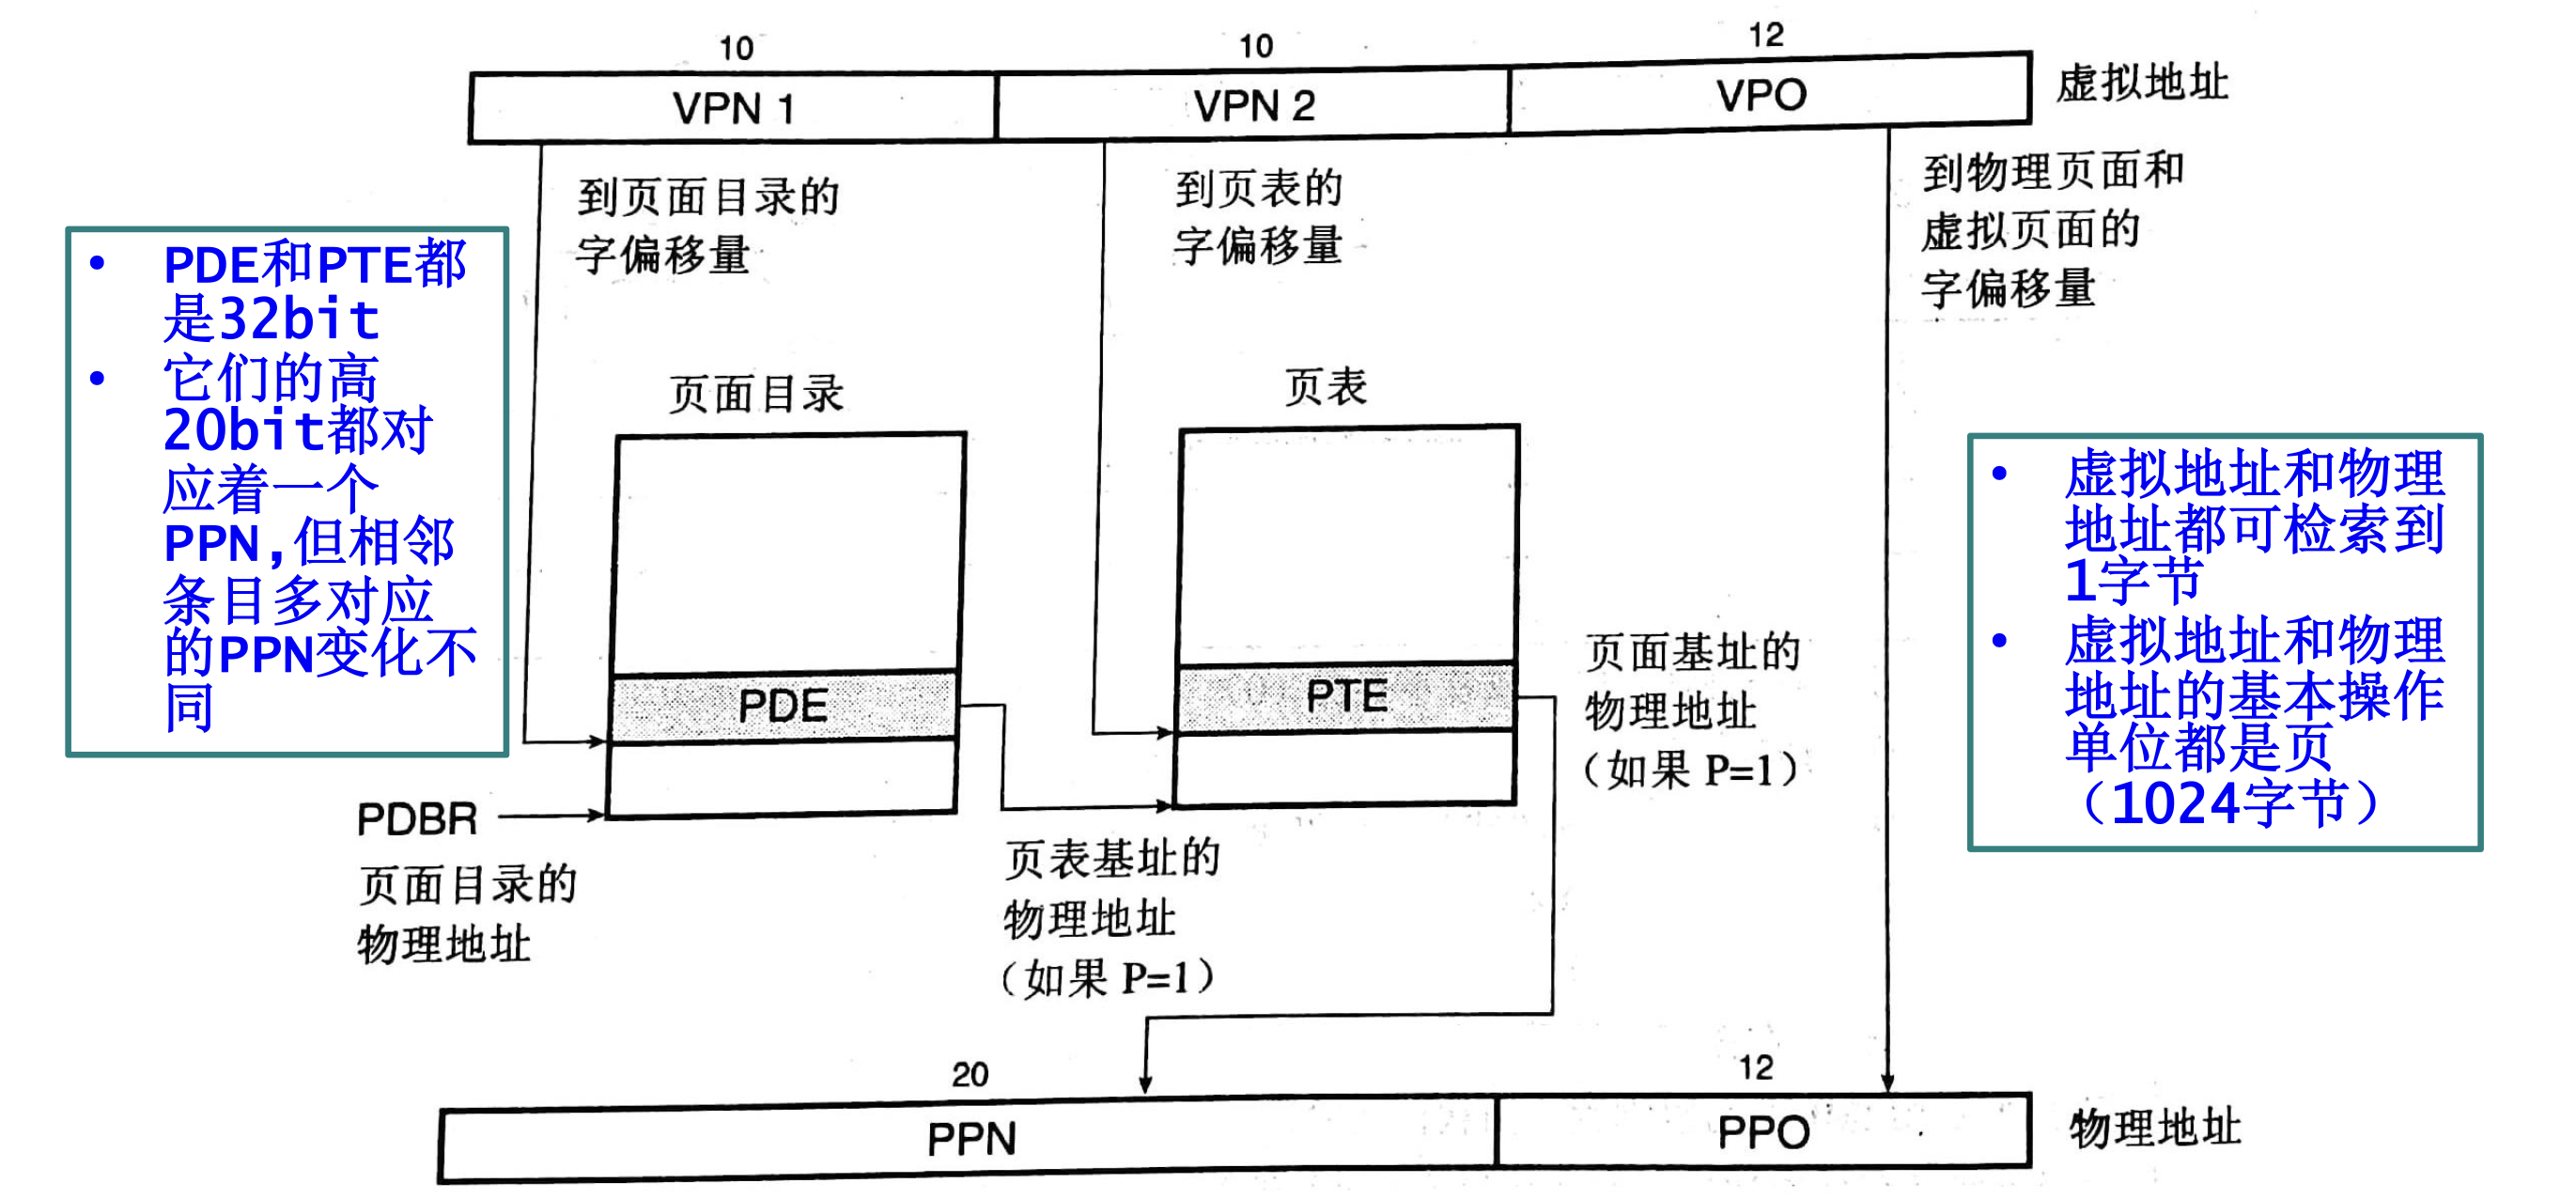 10
10
12
VPN 1
VPN 2
VPO
虚拟地址
到页面目录的
字偏移量
到页表的
字偏移量
到物理页面和
虚拟页面的
字偏移量
• PDE和PTE都
是32bit
• 它们的高
20bit都对
应着一个
PPN,但相邻
条目多对应
的PPN变化不
同
页面目录
页表
PDE
PTE
• 虚拟地址和物理
地址都可检索到
1字节
• 虚拟地址和物理
地址的基本操作
单位都是页
（1024字节）
页面基址的
物理地址
（如果 P=1）
PDBR
页面目录的
物理地址
页表基址的
物理地址
（如果 P=1）
20
12
PPN
PPO
物理地址